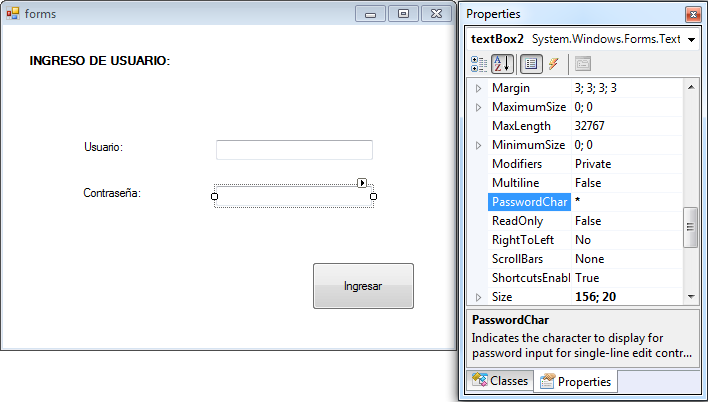 forms
INGRESO DE USUARIO:
Usuario:
Contraseña:
Ingresar
Properties
textBox2 System.Windows.Forms.Text
Margin 3; 3; 3; 3
MaximumSize 0; 0
MaxLength 32767
MinimumSize 0; 0
Modifiers Private
Multiline False
PasswordChar *
ReadOnly False
RightToLeft No
ScrollBars None
ShortcutsEnabl True
Size 156; 20
PasswordChar
Indicates the character to display for
password input for single-line edit contr...
Classes Properties